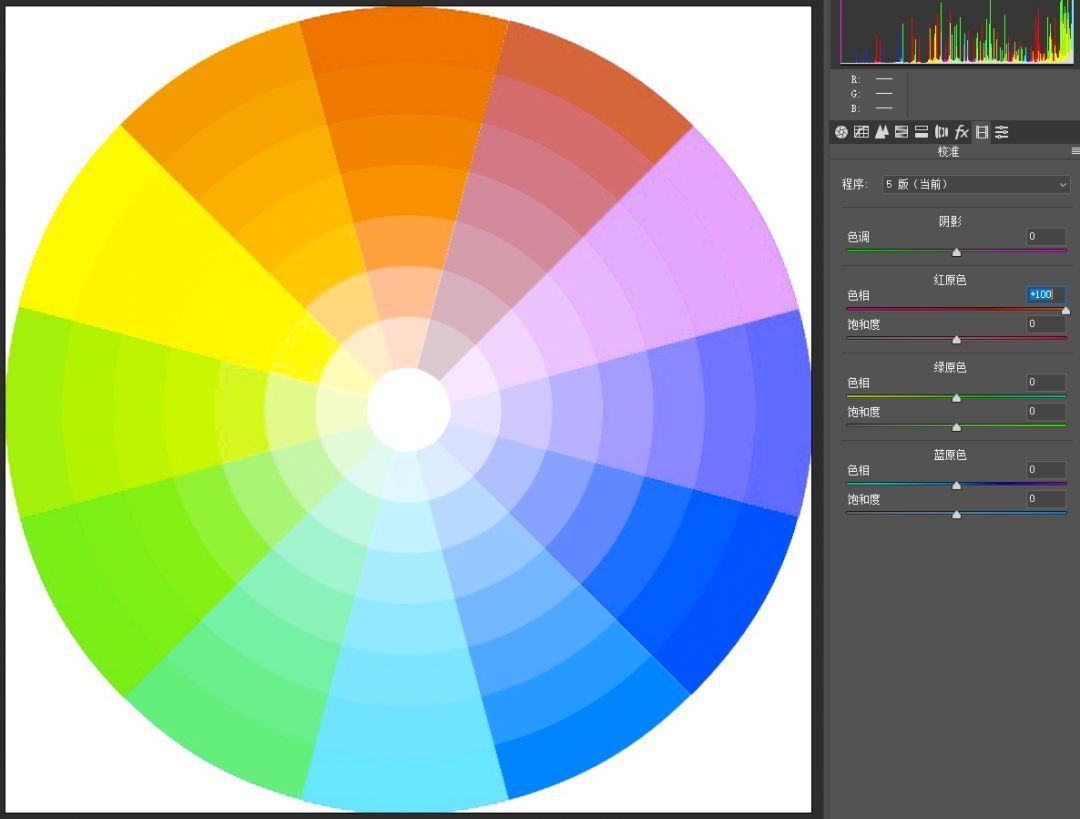 R: —
G: —
B: —
fx
校准
程序: 5 版（当前）
阴影
色调 0
红原色
色相 +100
饱和度 0
绿原色
色相 0
饱和度 0
蓝原色
色相 0
饱和度 0